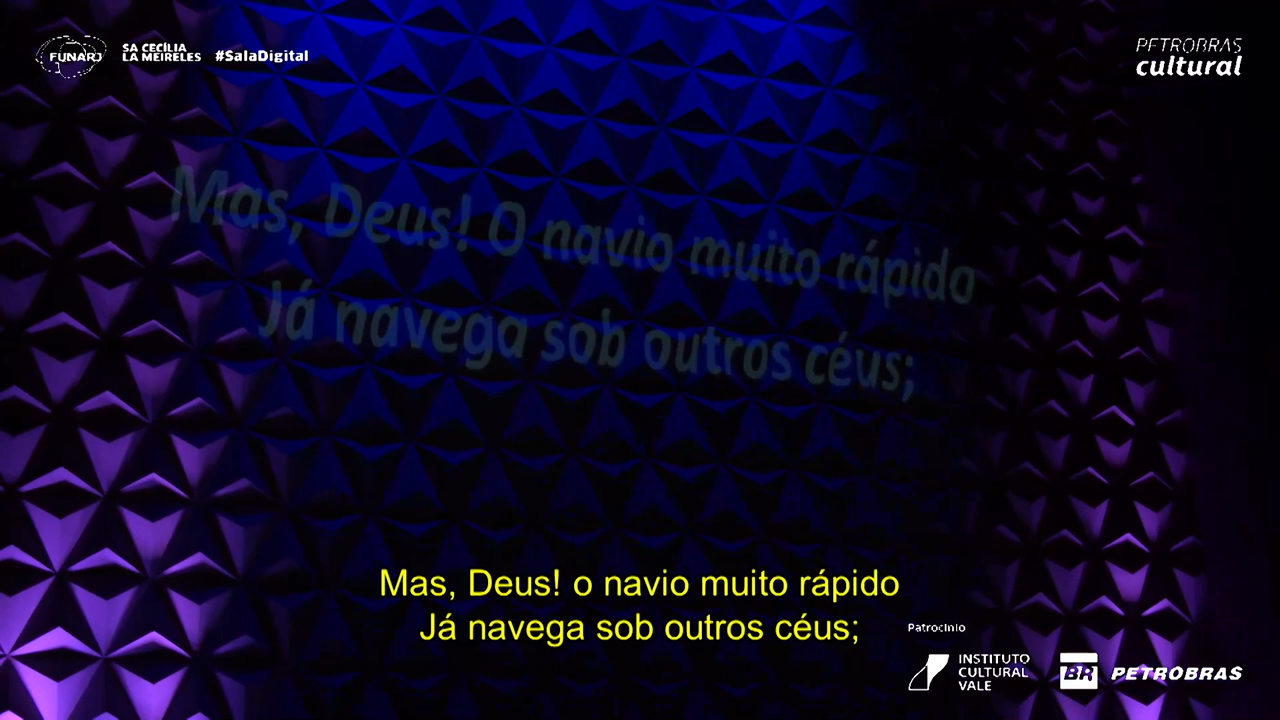 FUNARJ
SA CECÍLIA
LA MEIRELES
#SalaDigital
PETROBRAS
cultural
Mas, Deus! O navio muito rápido
Já navega sob outros céus;
Mas, Deus! o navio muito rápido
Já navega sob outros céus;
Patrocínio
INSTITUTO
CULTURAL
VALE
BR PETROBRAS